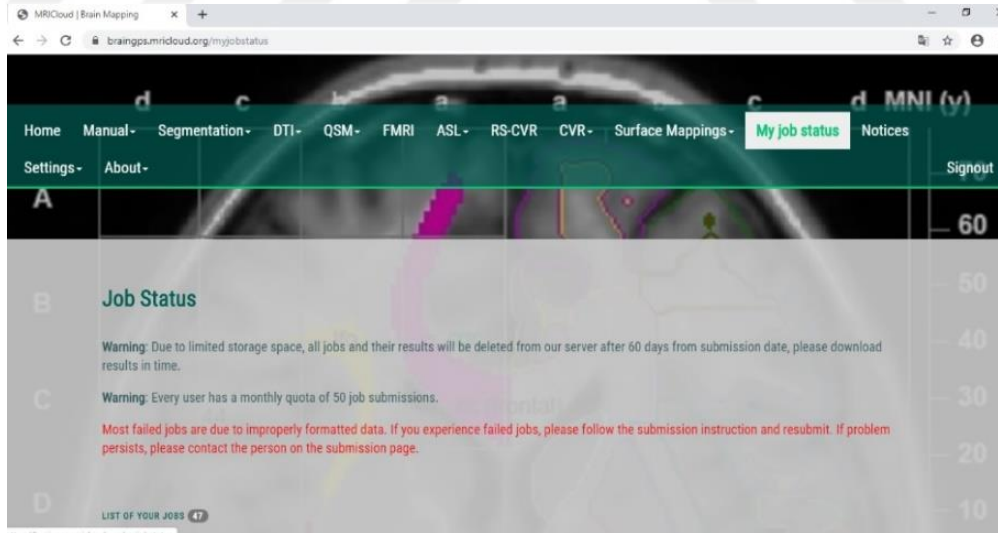 MRICloud | Brain Mapping
braingps.mricloud.org/myjobstatus
d c b a a c d MNI (y)
Home Manual Segmentation DTI QSM FMRI ASL RS-CVR CVR Surface Mappings My job status Notices
Settings About Signout
A
60
50
B
Job Status
40
Warning: Due to limited storage space, all jobs and their results will be deleted from our server after 60 days from submission date, please download
results in time.
C
30
Warning: Every user has a monthly quota of 50 job submissions.
Most failed jobs are due to improperly formatted data. If you experience failed jobs, please follow the submission instruction and resubmit. If problem
persists, please contact the person on the submission page.
20
D
10
LIST OF YOUR JOBS 47